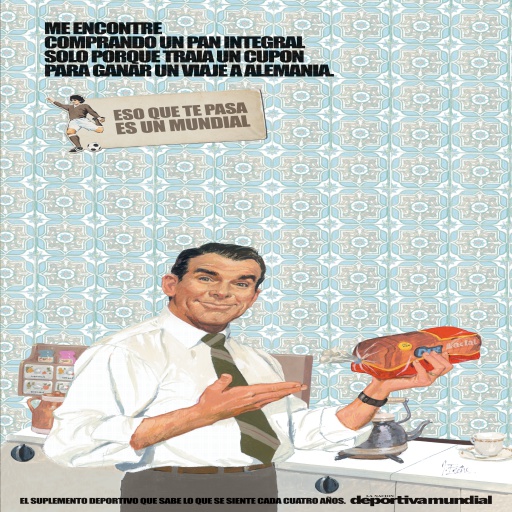 ME ENCONTRE
COMPRANDO UN PAN INTEGRAL
SOLO PORQUE TRAIA UN CUPON
PARA GANAR UN VIAJE A ALEMANIA.
ESO QUE TE PASA
ES UN MUNDIAL
EL SUPLEMENTO DEPORTIVO QUE SABE LO QUE SE SIENTE CADA CUATRO AÑOS.
LA NACION
deportivamundial